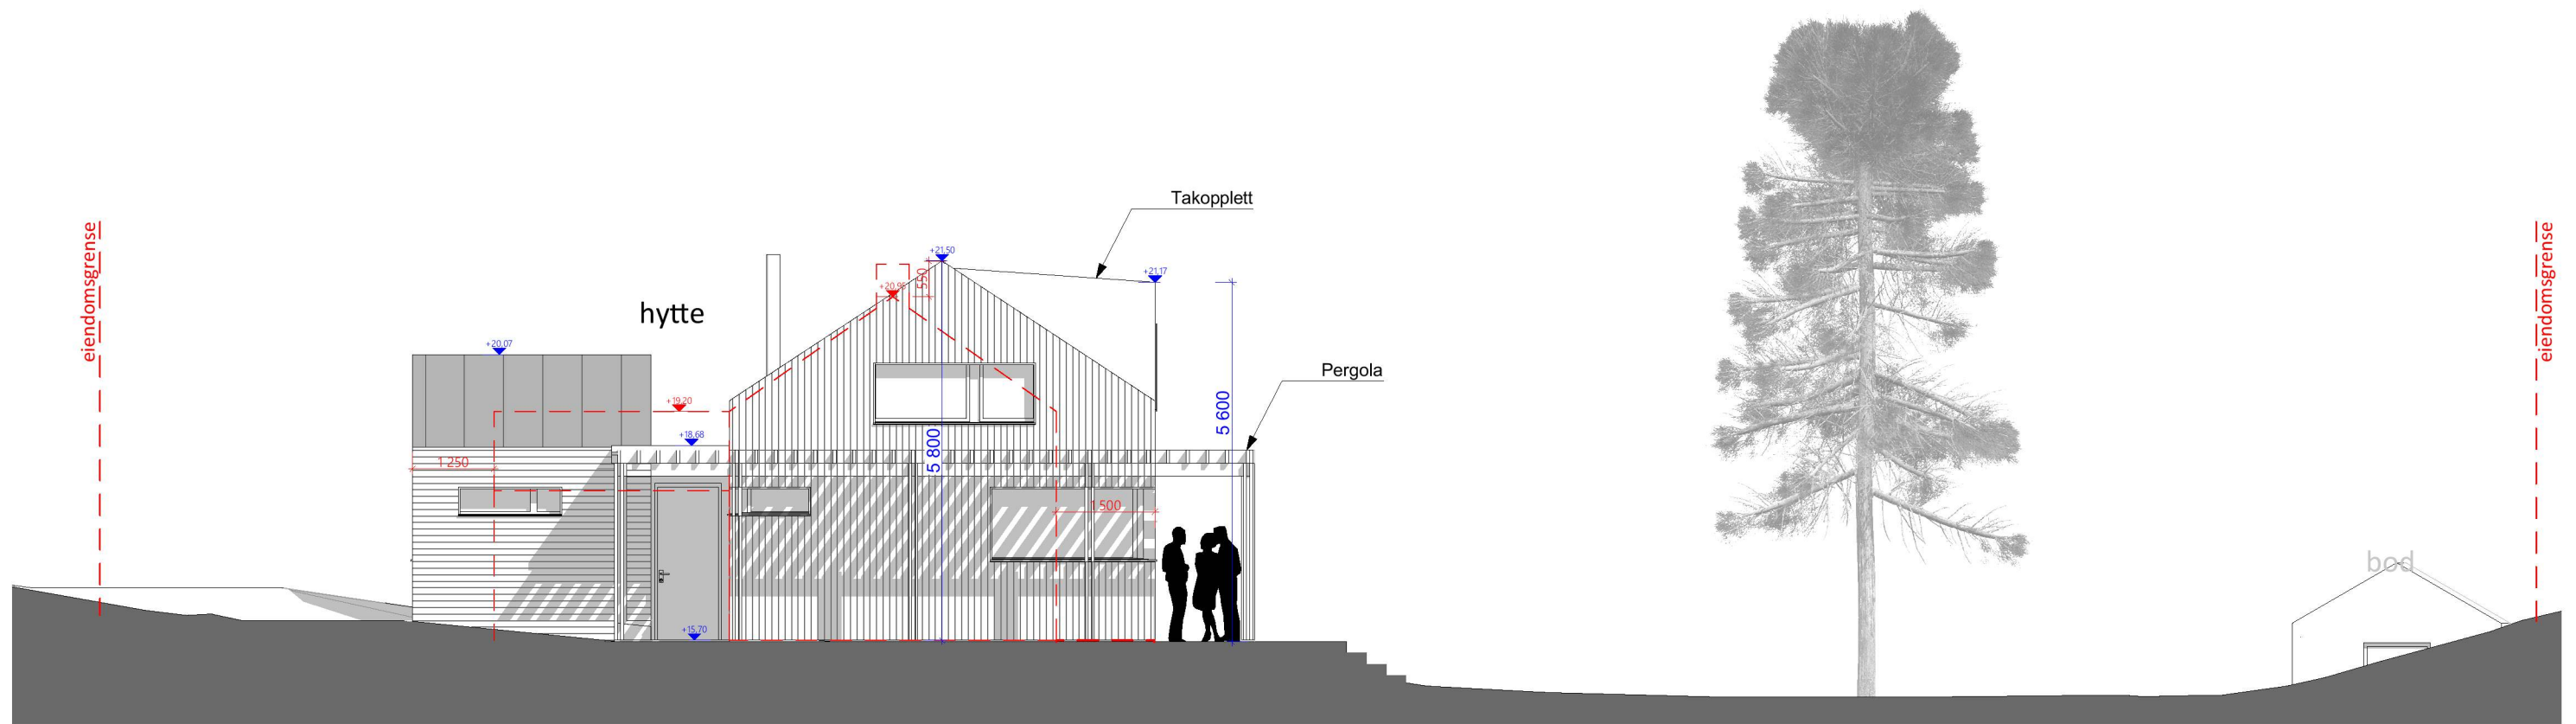 Takopplett
eiendomsgrense
eiendomsgrense
+21,50
+21,17
550
+20,95
hytte
+20,07
Pergola
+19,20
5 600
+18,68
5 800
1 250
1 500
bod
+15,70